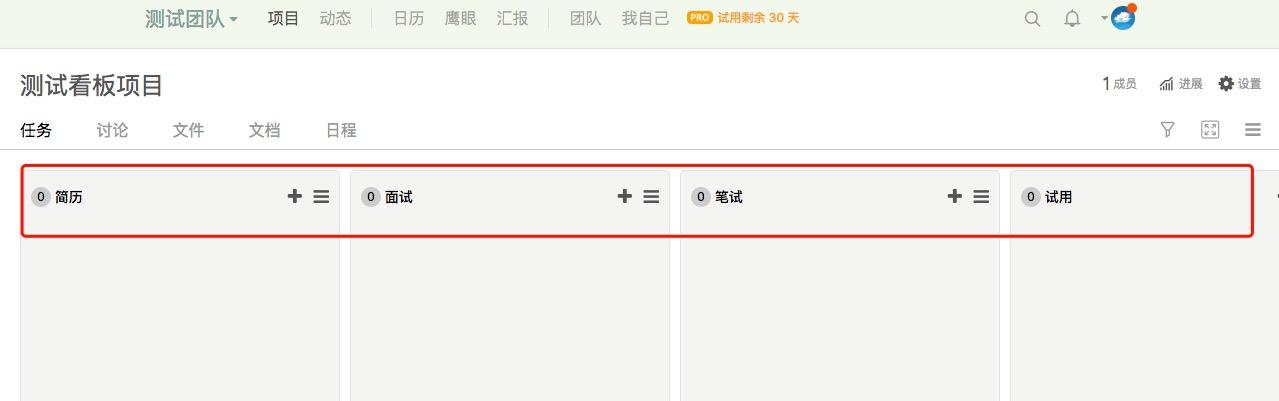 测试团队 项目 动态 日历 鹰眼 汇报 团队 我自己 PRO 试用剩余 30 天
测试看板项目 1 成员 进展 设置
任务 讨论 文件 文档 日程
0 简历 0 面试 0 笔试 0 试用